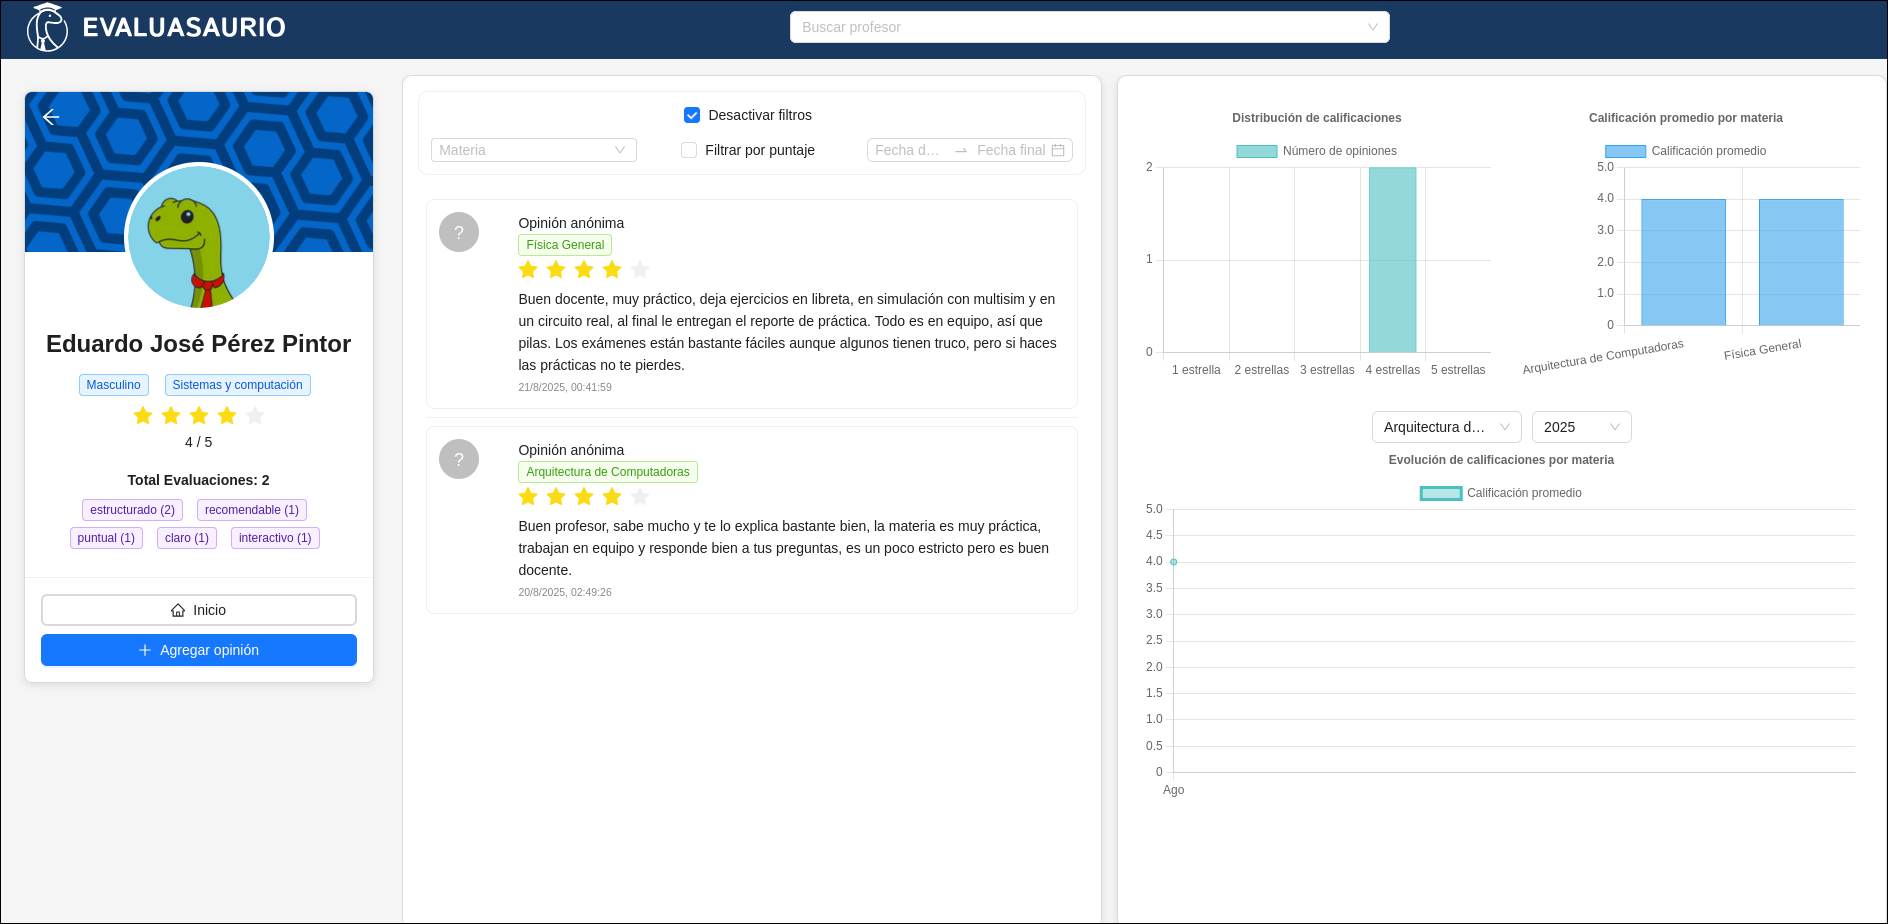 EVALUASAURIO
Buscar profesor
Eduardo José Pérez Pintor
Masculino
Sistemas y computación
4 / 5
Total Evaluaciones: 2
estructurado (2)
recomendable (1)
puntual (1)
claro (1)
interactivo (1)
Inicio
Agregar opinión
Desactivar filtros
Materia
Filtrar por puntaje
Fecha d...
Fecha final
?
Opinión anónima
Física General
Buen docente, muy práctico, deja ejercicios en libreta, en simulación con multisim y en
un circuito real, al final le entregan el reporte de práctica. Todo es en equipo, así que
pilas. Los exámenes están bastante fáciles aunque algunos tienen truco, pero si haces
las prácticas no te pierdes.
21/8/2025, 00:41:59
?
Opinión anónima
Arquitectura de Computadoras
Buen profesor, sabe mucho y te lo explica bastante bien, la materia es muy práctica,
trabajan en equipo y responde bien a tus preguntas, es un poco estricto pero es buen
docente.
20/8/2025, 02:49:26
Distribución de calificaciones
Número de opiniones
2
1
0
1 estrella
2 estrellas
3 estrellas
4 estrellas
5 estrellas
Calificación promedio por materia
Calificación promedio
5.0
4.0
3.0
2.0
1.0
0
Arquitectura de Computadoras
Física General
Arquitectura d...
2025
Evolución de calificaciones por materia
Calificación promedio
5.0
4.5
4.0
3.5
3.0
2.5
2.0
1.5
1.0
0.5
0
Ago